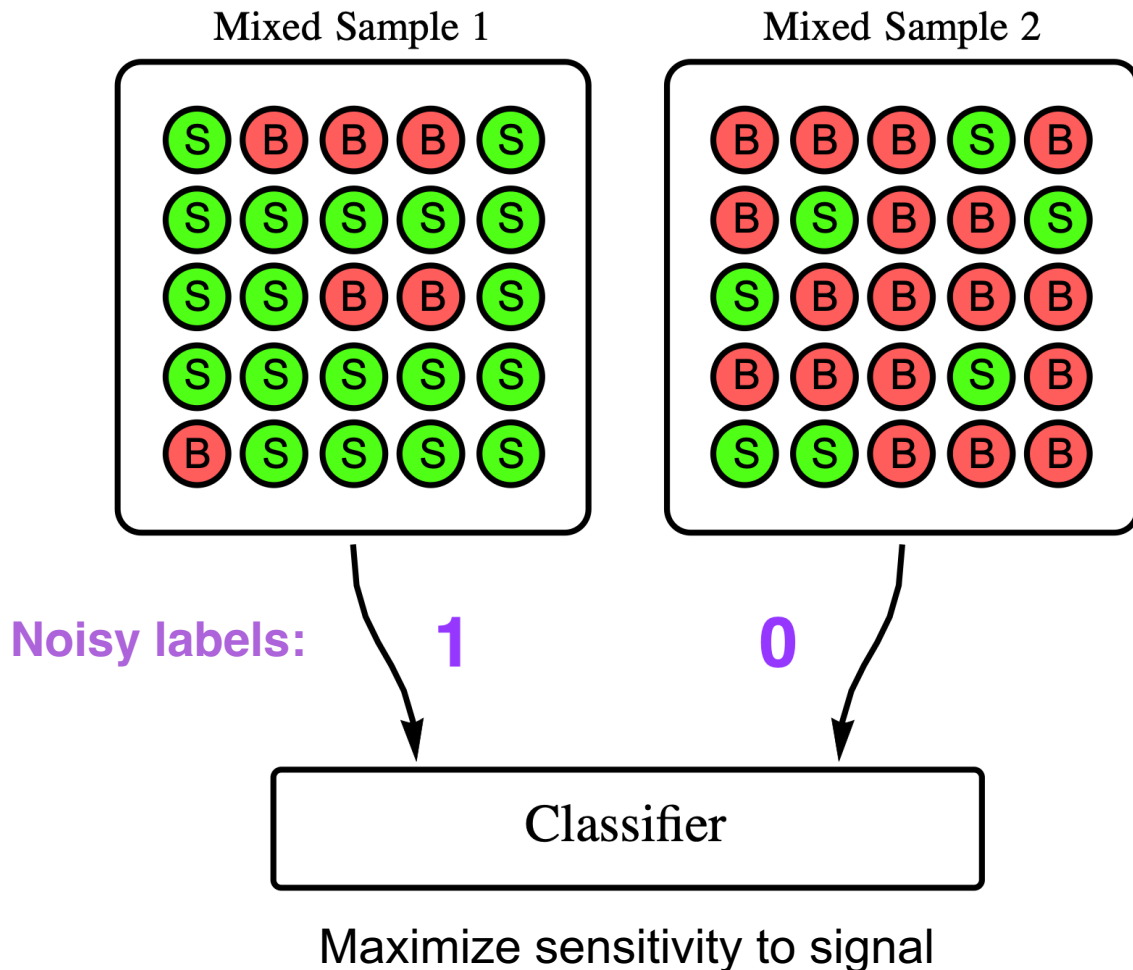 Mixed Sample 1
Mixed Sample 2
S B B B S
S S S S S
S S B B S
S S S S S
B S S S S
B B B S B
B S B B S
S B B B B
B B B S B
S S B B B
Noisy labels: 1 0
Classifier
Maximize sensitivity to signal